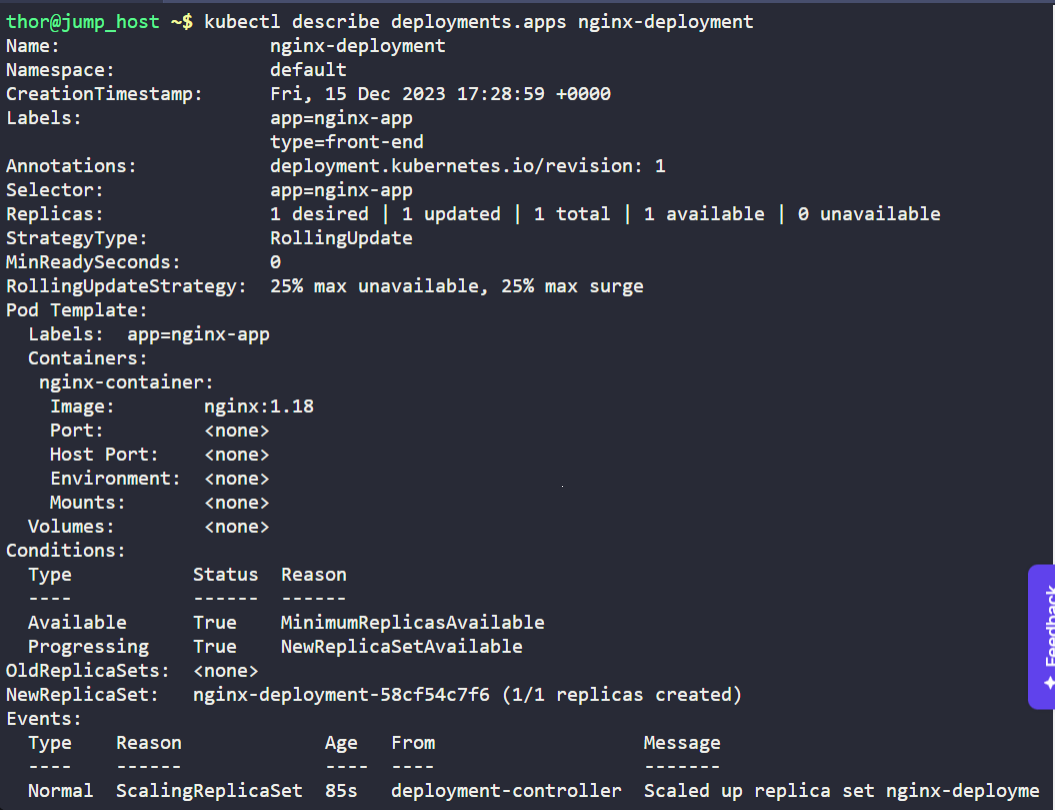 thor@jump_host ~$ kubectl describe deployments.apps nginx-deployment
Name:                   nginx-deployment
Namespace:              default
CreationTimestamp:      Fri, 15 Dec 2023 17:28:59 +0000
Labels:                 app=nginx-app
                        type=front-end
Annotations:            deployment.kubernetes.io/revision: 1
Selector:               app=nginx-app
Replicas:               1 desired | 1 updated | 1 total | 1 available | 0 unavailable
StrategyType:           RollingUpdate
MinReadySeconds:        0
RollingUpdateStrategy:  25% max unavailable, 25% max surge
Pod Template:
  Labels:  app=nginx-app
  Containers:
   nginx-container:
    Image:        nginx:1.18
    Port:         <none>
    Host Port:    <none>
    Environment:  <none>
    Mounts:       <none>
  Volumes:        <none>
Conditions:
  Type           Status  Reason
  ----           ------  ------
  Available      True    MinimumReplicasAvailable
  Progressing    True    NewReplicaSetAvailable
OldReplicaSets:  <none>
NewReplicaSet:   nginx-deployment-58cf54c7f6 (1/1 replicas created)
Events:
  Type    Reason             Age   From                   Message
  ----    ------             ----  ----                   -------
  Normal  ScalingReplicaSet  85s   deployment-controller  Scaled up replica set nginx-deployme
Feedback